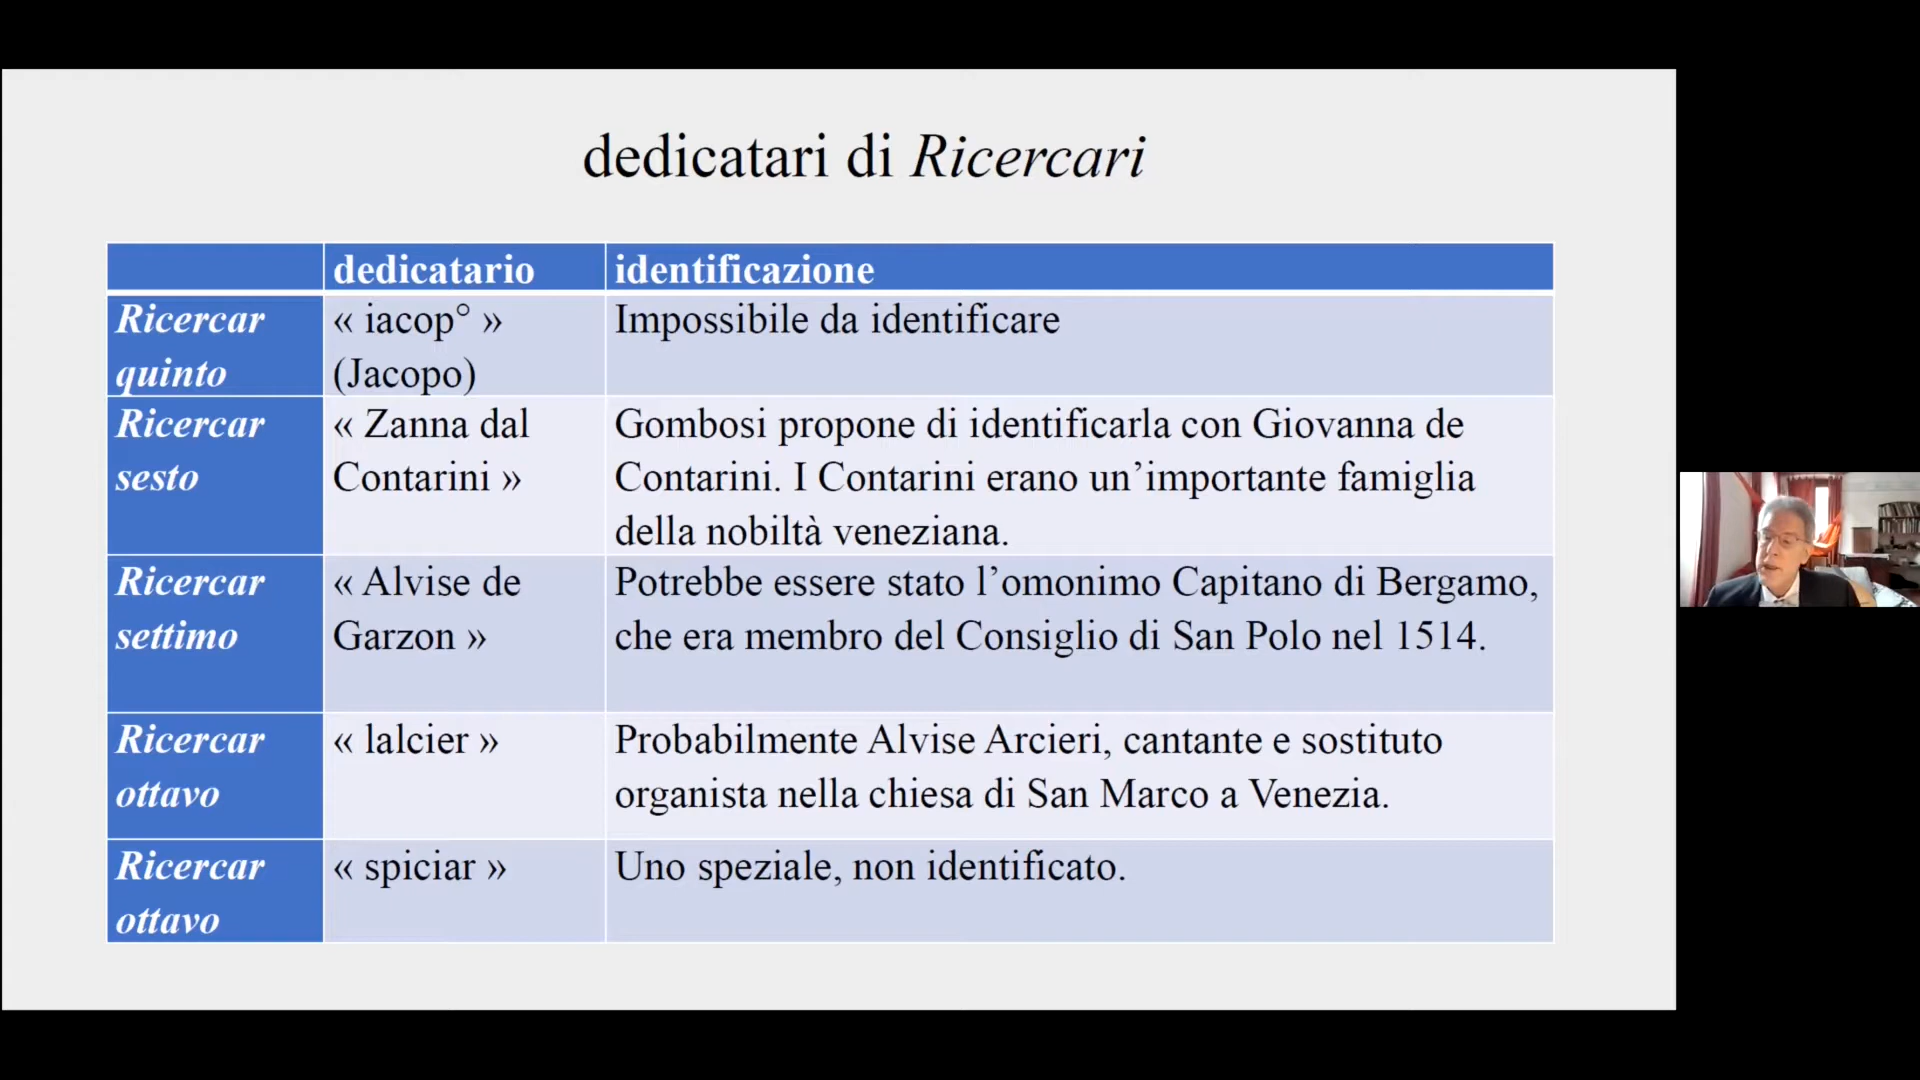 dedicatari di Ricercari
dedicatario
identificazione
Ricercar
quinto
« iacop° »
(Jacopo)
Impossibile da identificare
Ricercar
sesto
« Zanna dal
Contarini »
Gombosi propone di identificarla con Giovanna de
Contarini. I Contarini erano un’importante famiglia
della nobiltà veneziana.
Ricercar
settimo
« Alvise de
Garzon »
Potrebbe essere stato l’omonimo Capitano di Bergamo,
che era membro del Consiglio di San Polo nel 1514.
Ricercar
ottavo
« lalcier »
Probabilmente Alvise Arcieri, cantante e sostituto
organista nella chiesa di San Marco a Venezia.
Ricercar
ottavo
« spiciar »
Uno speziale, non identificato.